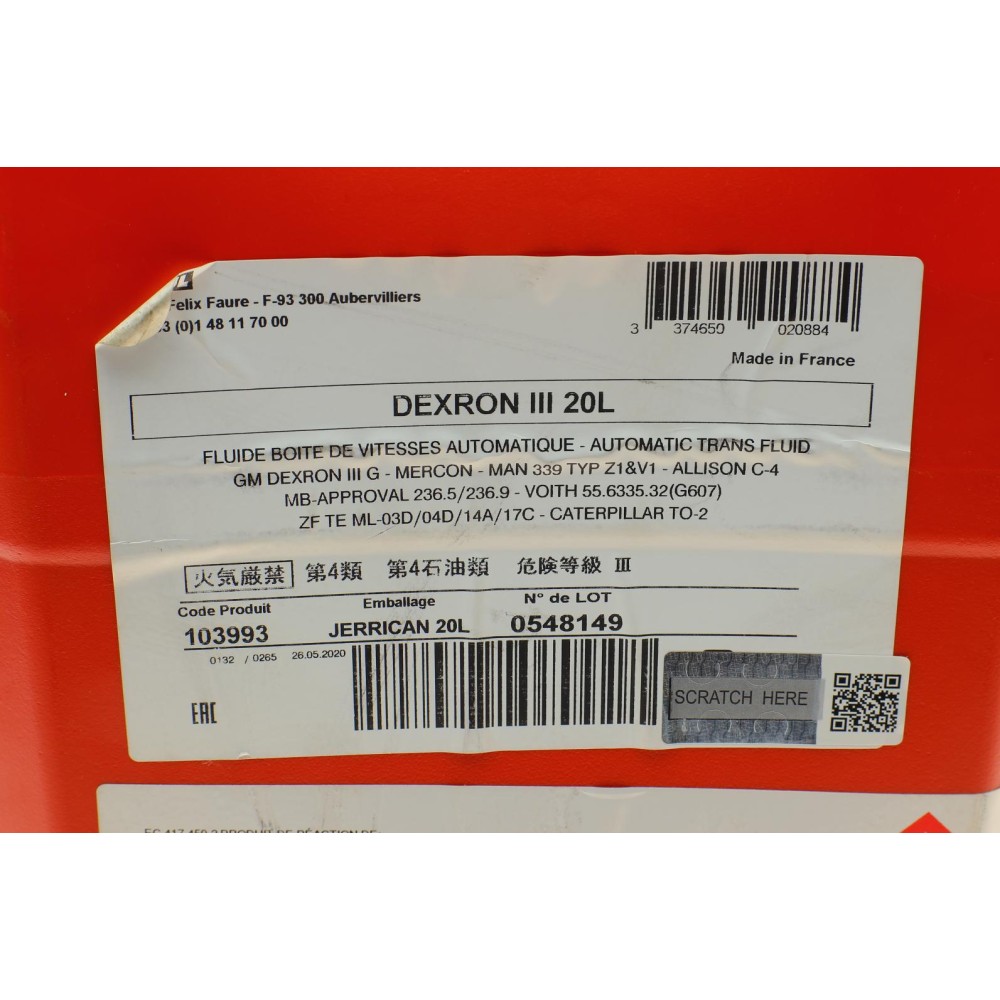 Felix Faure - F-93 300 Aubervilliers
3 (0)1 48 11 70 00
3 374650 020884
Made in France
DEXRON III 20L
FLUIDE BOITE DE VITESSES AUTOMATIQUE - AUTOMATIC TRANS FLUID
GM DEXRON III G - MERCON - MAN 339 TYP Z1&V1 - ALLISON C-4
MB-APPROVAL 236.5/236.9 - VOITH 55.6335.32(G607)
ZF TE ML-03D/04D/14A/17C - CATERPILLAR TO-2
火気厳禁 第4類 第4石油類 危険等級 Ⅲ
Code Produit Emballage N° de LOT
103993 JERRICAN 20L 0548149
0132 / 0265 26.05.2020
EAC
SCRATCH HERE